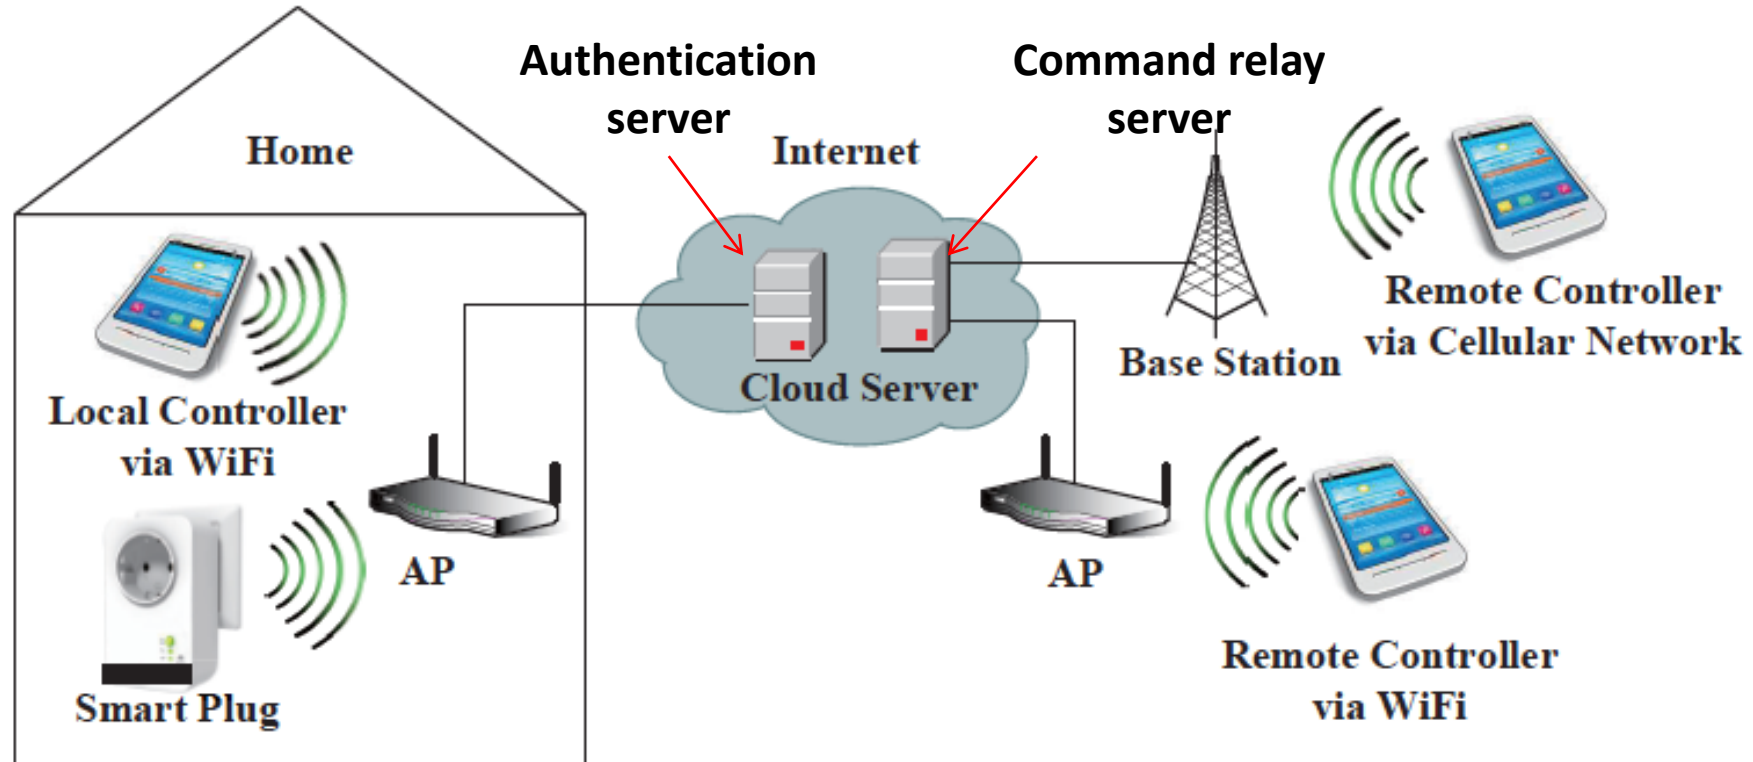 Authentication
server
Command relay
server
Home
Internet
Local Controller
via WiFi
Cloud Server
Base Station
Remote Controller
via Cellular Network
AP
AP
Smart Plug
Remote Controller
via WiFi